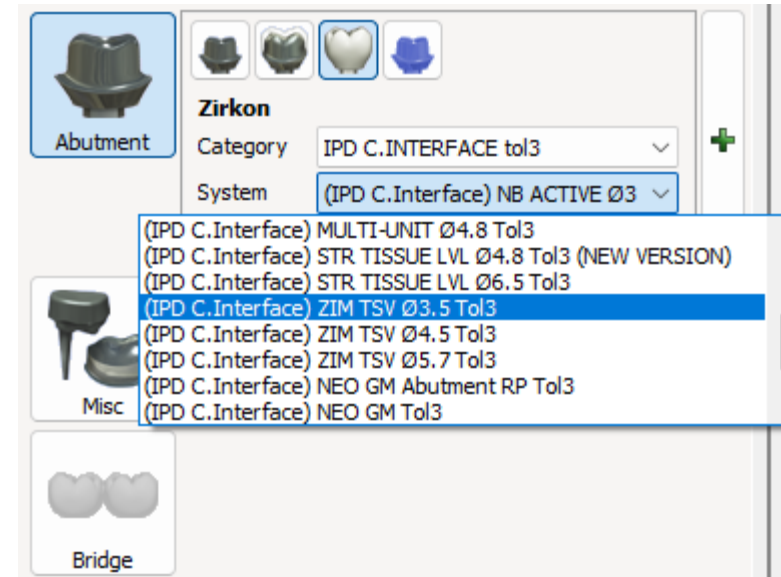 Abutment
Zirkon
Category IPD C.INTERFACE tol3
System (IPD C.Interface) NB ACTIVE Ø3
(IPD C.Interface) MULTI-UNIT Ø4.8 Tol3
(IPD C.Interface) STR TISSUE LVL Ø4.8 Tol3 (NEW VERSION)
(IPD C.Interface) STR TISSUE LVL Ø6.5 Tol3
(IPD C.Interface) ZIM TSV Ø3.5 Tol3
(IPD C.Interface) ZIM TSV Ø4.5 Tol3
(IPD C.Interface) ZIM TSV Ø5.7 Tol3
(IPD C.Interface) NEO GM Abutment RP Tol3
(IPD C.Interface) NEO GM Tol3
Misc
Bridge